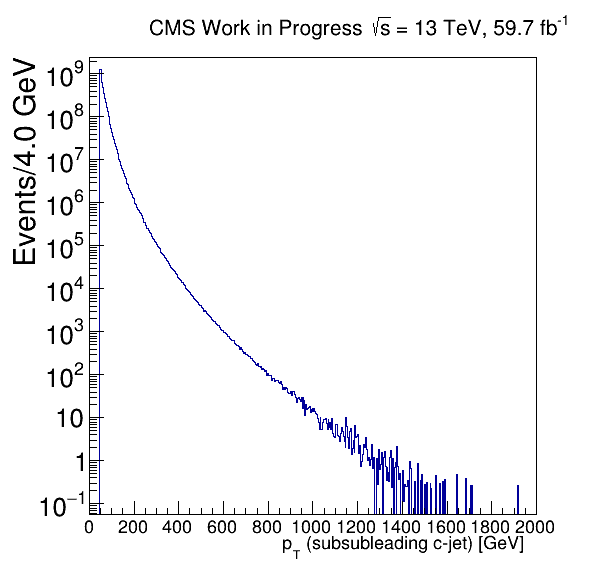 CMS Work in Progress √s = 13 TeV, 59.7 fb⁻¹
Events/4.0 GeV
10⁹
10⁸
10⁷
10⁶
10⁵
10⁴
10³
10²
10
1
10⁻¹
0 200 400 600 800 1000 1200 1400 1600 1800 2000
p_T (subsubleading c-jet) [GeV]